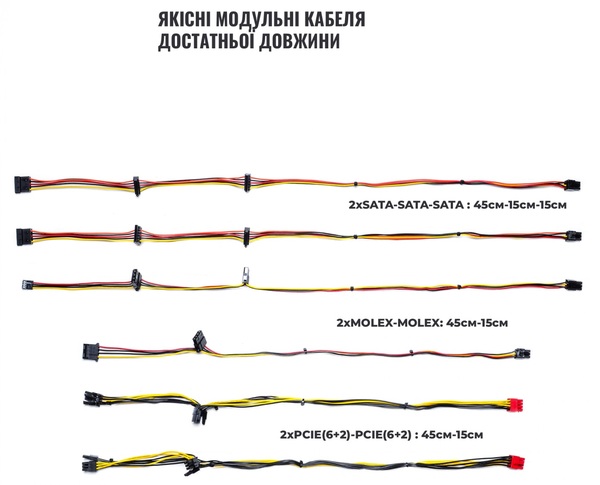 ЯКІСНІ МОДУЛЬНІ КАБЕЛЯ
ДОСТАТНЬОЇ ДОВЖИНИ
2xSATA-SATA-SATA : 45см-15см-15см
2xMOLEX-MOLEX: 45см-15см
2xPCIE(6+2)-PCIE(6+2) : 45см-15см